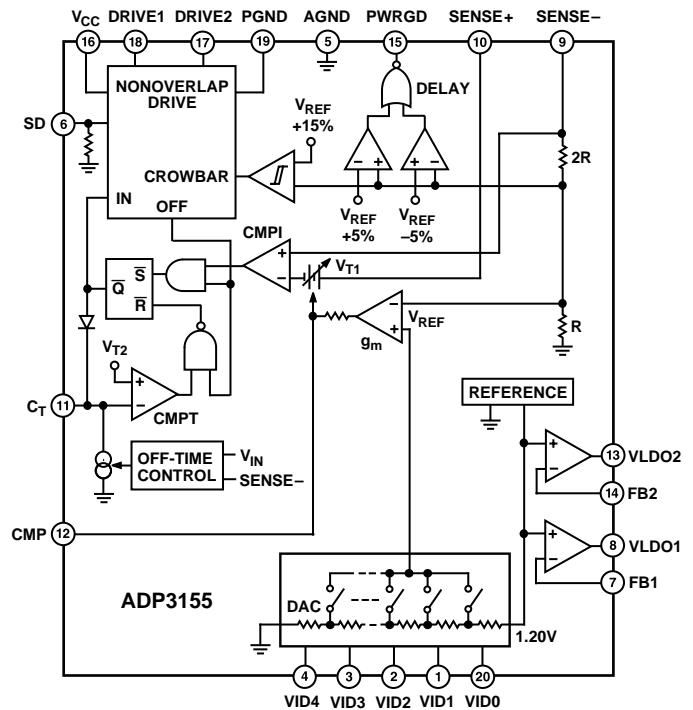 VCC DRIVE1 DRIVE2 PGND AGND PWRGD SENSE+ SENSE–
16 18 17 19 5 15 10 9
NONOVERLAP
DRIVE
DELAY
SD 6
VREF
+15%
2R
CROWBAR
IN
OFF
VREF
+5%
VREF
–5%
CMPI
VT1
S
Q
R
VREF
R
gm
VT2
REFERENCE
CT 11
CMPT
OFF-TIME
CONTROL
VIN
SENSE–
13 VLDO2
14 FB2
CMP 12
8 VLDO1
7 FB1
ADP3155
DAC
1.20V
4 3 2 1 20
VID4 VID3 VID2 VID1 VID0